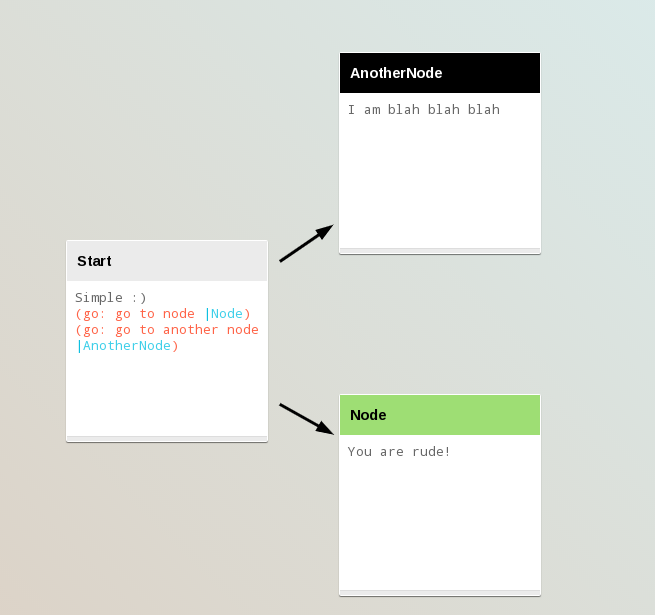 AnotherNode
I am blah blah blah
Start
Simple :)
(go: go to node |Node)
(go: go to another node
|AnotherNode)
Node
You are rude!